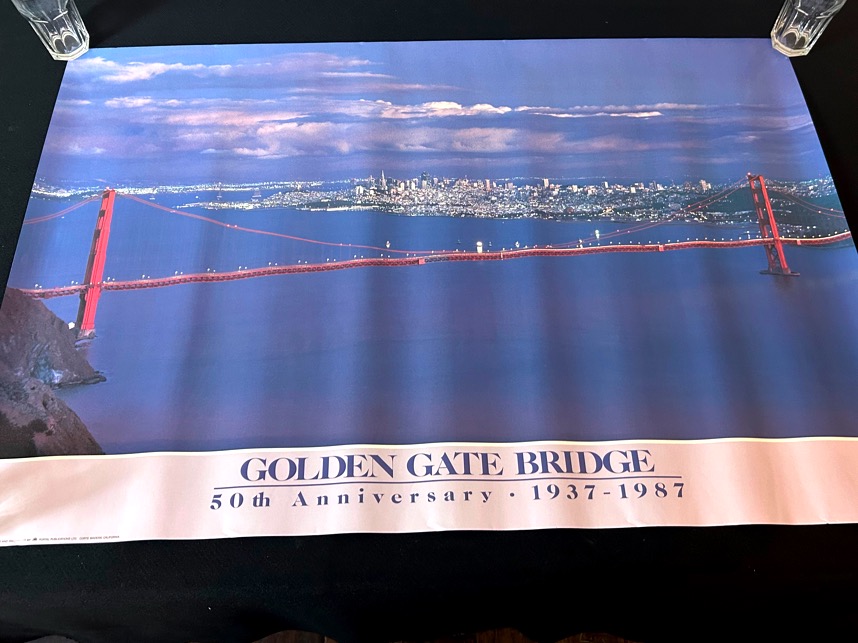 GOLDEN GATE BRIDGE
50th Anniversary • 1937-1987